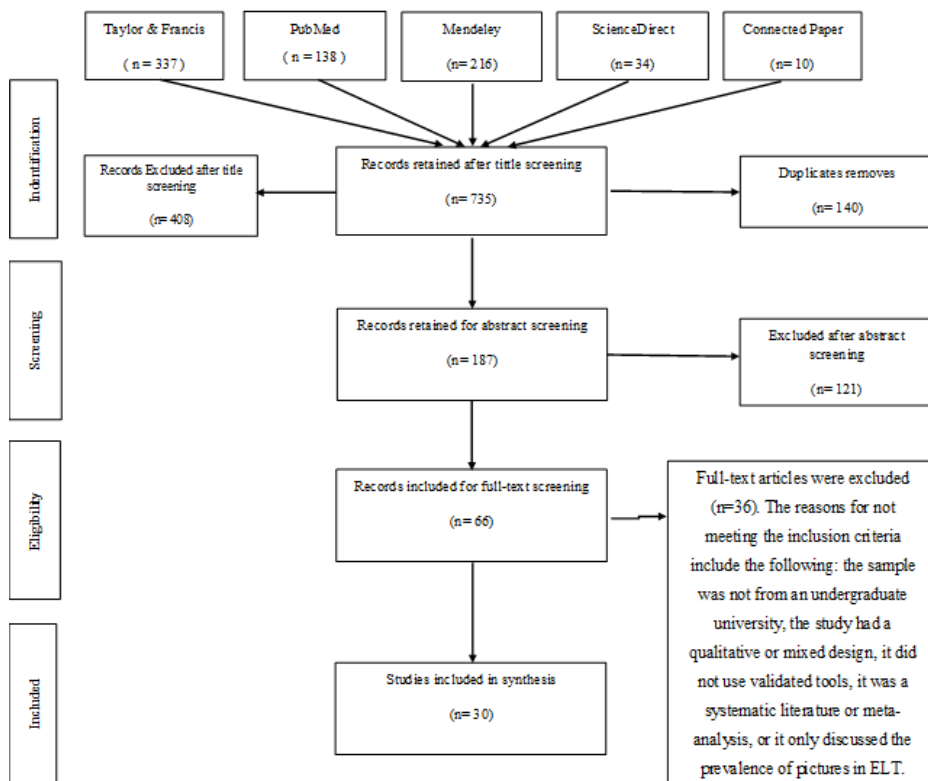 Taylor & Francis
( n = 337)
PubMed
( n = 138 )
Mendeley
(n= 216)
ScienceDirect
(n= 34)
Connected Paper
(n= 10)
Indentification
Records Excluded after title
screening
(n= 408)
Records retained after tittle screening
(n= 735)
Duplicates removes
(n= 140)
Screening
Records retained for abstract screening
(n= 187)
Excluded after abstract
screening
(n= 121)
Eligibility
Records included for full-text screening
(n= 66)
Full-text articles were excluded
(n=36). The reasons for not
meeting the inclusion criteria
include the following: the sample
was not from an undergraduate
university, the study had a
qualitative or mixed design, it did
not use validated tools, it was a
systematic literature or meta-
analysis, or it only discussed the
prevalence of pictures in ELT.
Included
Studies included in synthesis
(n= 30)